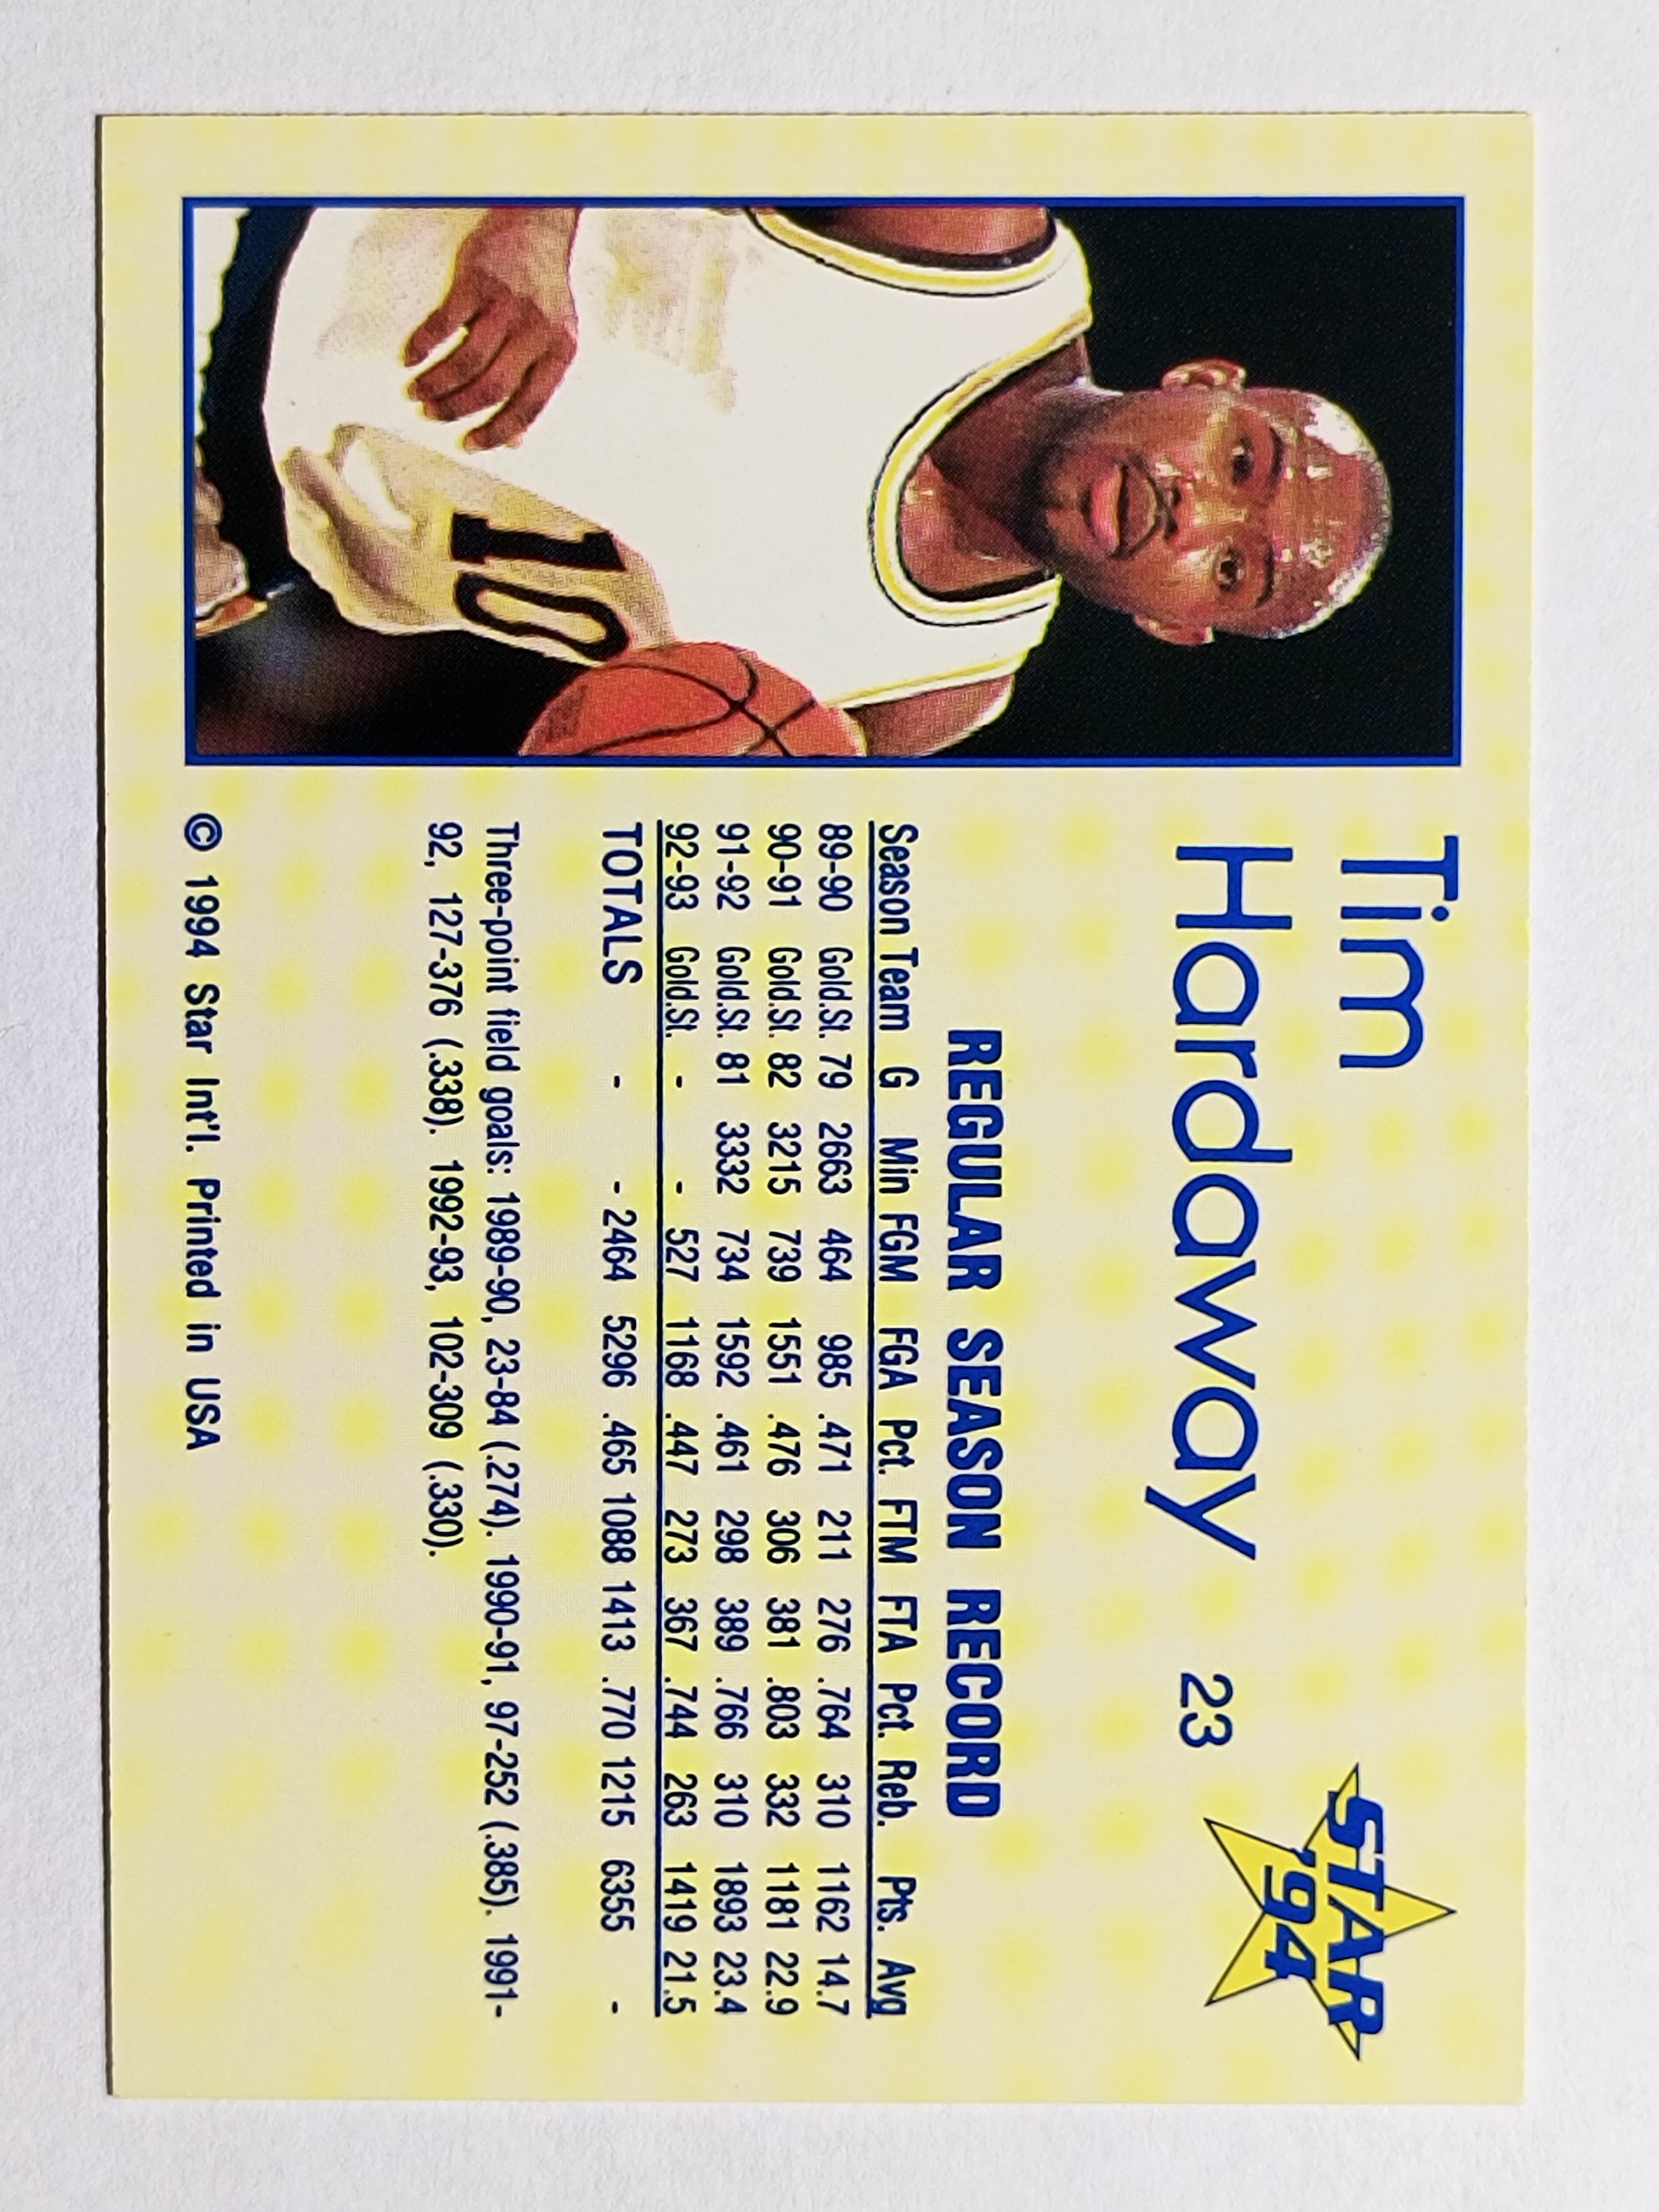 Tim
Hardaway 23
STAR
'94
REGULAR SEASON RECORD
Season Team G Min FGM FGA Pct. FTM FTA Pct. Reb. Pts. Avg
89-90 Gold.St. 79 2663 464 985 .471 211 276 .764 310 1162 14.7
90-91 Gold.St. 82 3215 739 1551 .476 306 381 .803 332 1181 22.9
91-92 Gold.St. 81 3332 734 1592 .461 298 389 .766 310 1893 23.4
92-93 Gold.St. - - 527 1168 .447 273 367 .744 263 1419 21.5
TOTALS - - 2464 5296 .465 1088 1413 .770 1215 6355 -
Three-point field goals: 1989-90, 23-84 (.274). 1990-91, 97-252 (.385). 1991-
92, 127-376 (.338). 1992-93, 102-309 (.330).
© 1994 Star Int'l. Printed in USA
10